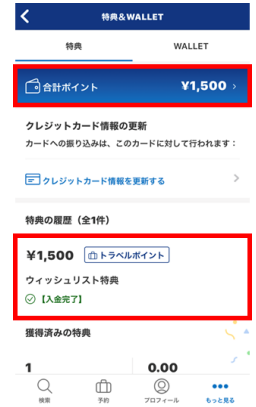 特典&WALLET
特典 WALLET
合計ポイント ¥1,500
クレジットカード情報の更新
カードへの振り込みは、このカードに対して行われます：
クレジットカード情報を更新する
特典の履歴（全1件）
¥1,500 トラベルポイント
ウィッシュリスト特典
【入金完了】
獲得済みの特典
1 0.00
検索 予約 プロフィール もっと見る